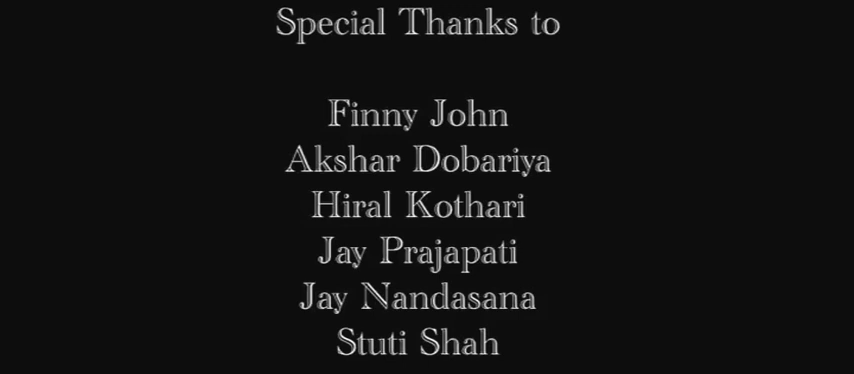 Special Thanks to
Finny John
Akshar Dobariya
Hiral Kothari
Jay Prajapati
Jay Nandasana
Stuti Shah